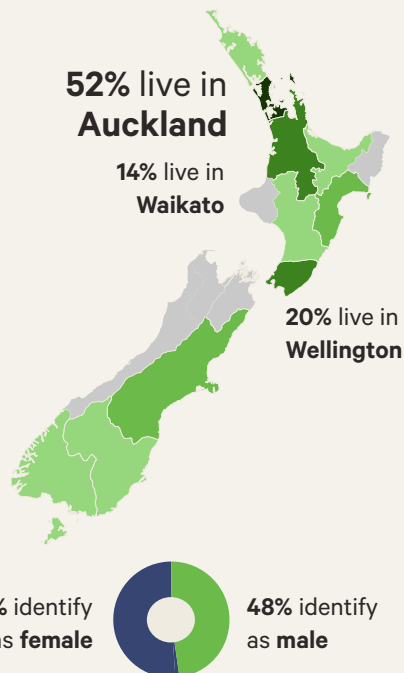 52% live in
Auckland
14% live in
Waikato
20% live in
Wellington
% identify
as female
48% identify
as male